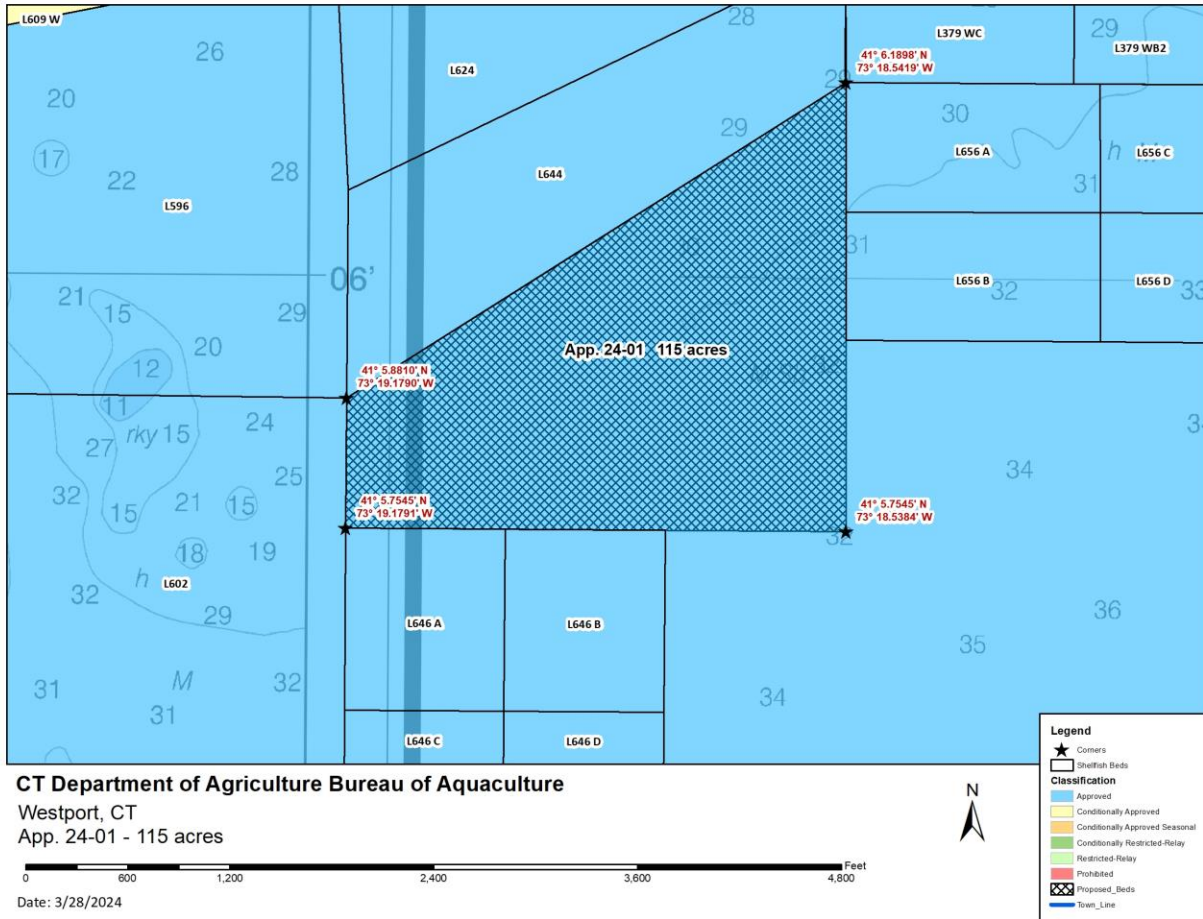 L609 W
26
28
L624
L379 WC
29
L379 WB2
41° 6.1898' N
73° 18.5419' W
29
20
17
28
22
L596
29
L644
30
L656 A
h
L656 C
31
31
06'
L656 B
32
L656 D
33
21
15
29
20
12
11
App. 24-01 115 acres
41° 5.8810' N
73° 19.1790' W
27
rky 15
24
25
34
32
15
21
15
41° 5.7545' N
73° 19.1791' W
41° 5.7545' N
73° 18.5384' W
32
18
19
h
L602
32
29
L646 A
L646 B
36
35
M
31
32
34
31
L646 C
L646 D
Legend
Corners
Shellfish Beds
Classification
Approved
Conditionally Approved
Conditionally Approved Seasonal
Conditionally Restricted-Relay
Restricted-Relay
Prohibited
Proposed_Beds
Town_Line
CT Department of Agriculture Bureau of Aquaculture
Westport, CT
App. 24-01 - 115 acres
N
Feet
0 600 1,200 2,400 3,600 4,800
Date: 3/28/2024